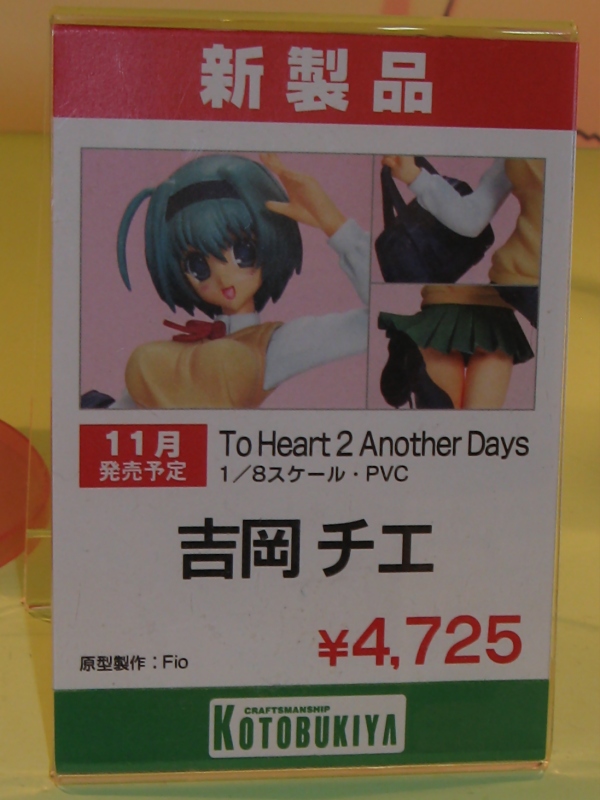 新製品
11月
発売予定
To Heart 2 Another Days
1/8スケール・PVC
吉岡 チエ
¥4,725
原型製作：Fio
CRAFTSMANSHIP
KOTOBUKIYA